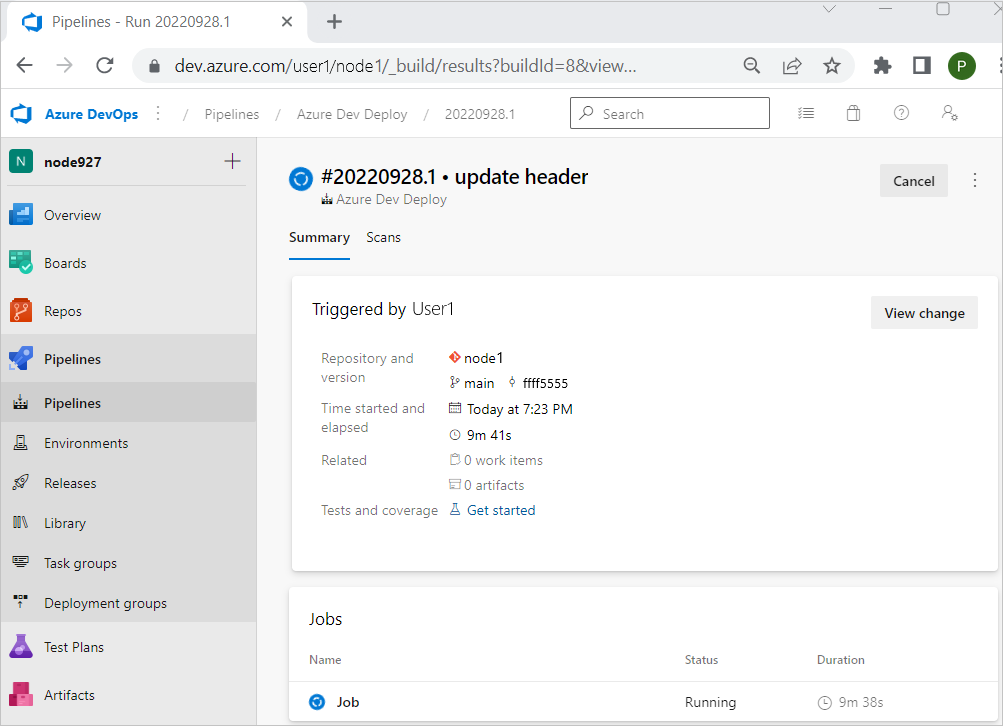 Pipelines - Run 20220928.1
dev.azure.com/user1/node1/_build/results?buildId=8&view...
P
Azure DevOps / Pipelines / Azure Dev Deploy / 20220928.1
Search
N node927
Overview
Boards
Repos
Pipelines
Pipelines
Environments
Releases
Library
Task groups
Deployment groups
Test Plans
Artifacts
#20220928.1 • update header
Cancel
Azure Dev Deploy
Summary Scans
Triggered by User1
View change
Repository and
version
node1
main ffff5555
Time started and
elapsed
Today at 7:23 PM
9m 41s
Related
0 work items
0 artifacts
Tests and coverage
Get started
Jobs
Name Status Duration
Job Running 9m 38s